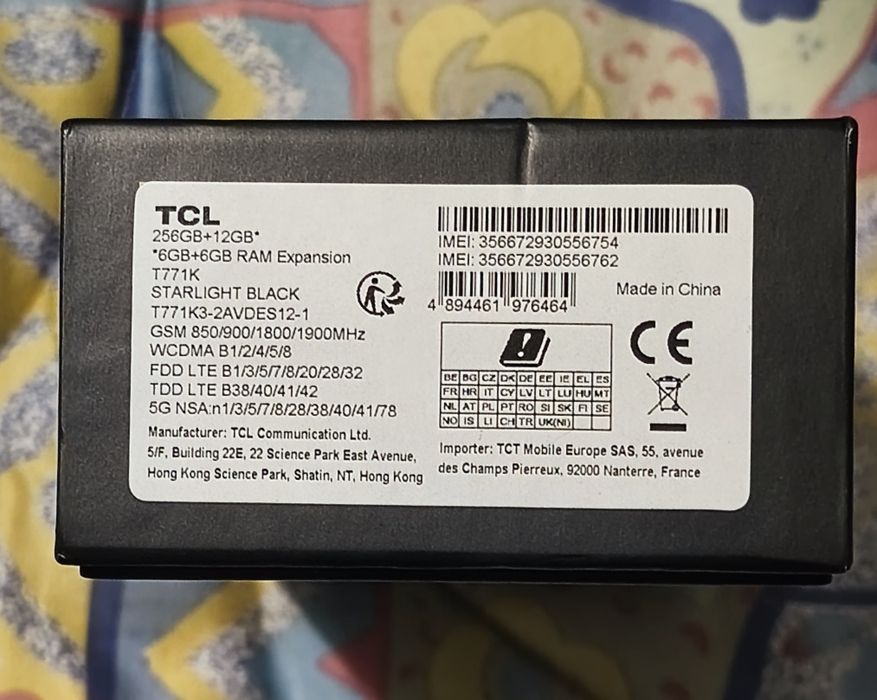 TCL
256GB+12GB*
*6GB+6GB RAM Expansion
T771K
STARLIGHT BLACK
T771K3-2AVDES12-1
GSM 850/900/1800/1900MHz
WCDMA B1/2/4/5/8
FDD LTE B1/3/5/7/8/20/28/32
TDD LTE B38/40/41/42
5G NSA:n1/3/5/7/8/28/38/40/41/78
Manufacturer: TCL Communication Ltd.
5/F, Building 22E, 22 Science Park East Avenue,
Hong Kong Science Park, Shatin, NT, Hong Kong
IMEI: 356672930556754
IMEI: 356672930556762
4 894461 976464
Made in China
CE
BE BG CZ DK DE EE IE EL ES
FR HR IT CY LV LT LU HU MT
NL AT PL PT RO SI SK FI SE
NO IS LI CH TR UK(NI)
Importer: TCT Mobile Europe SAS, 55, avenue
des Champs Pierreux, 92000 Nanterre, France